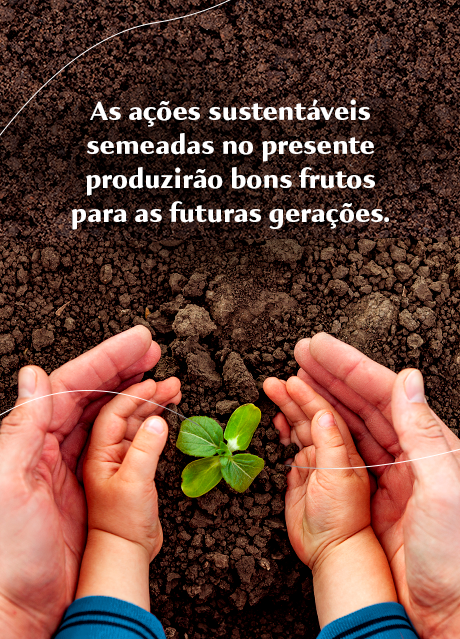 As ações sustentáveis
semeadas no presente
produzirão bons frutos
para as futuras gerações.